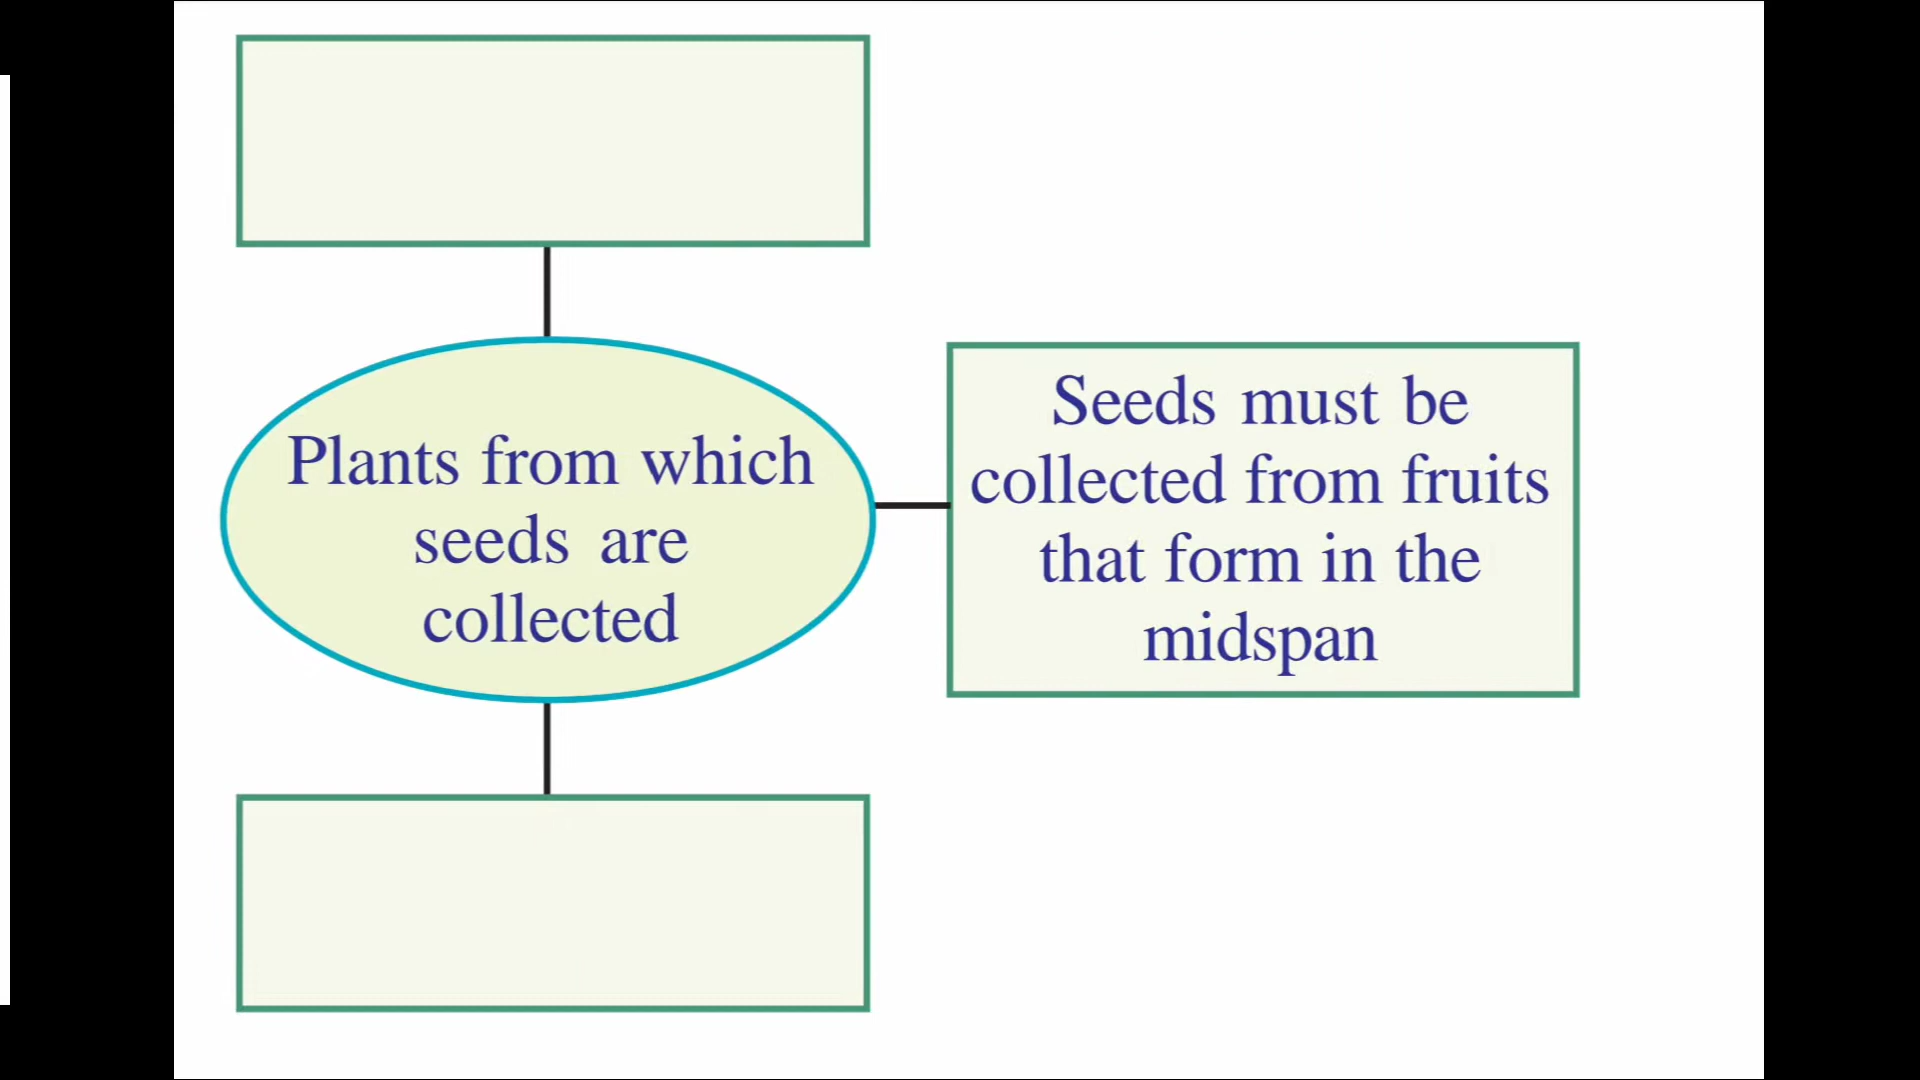 Plants from which
seeds are
collected
Seeds must be
collected from fruits
that form in the
midspan